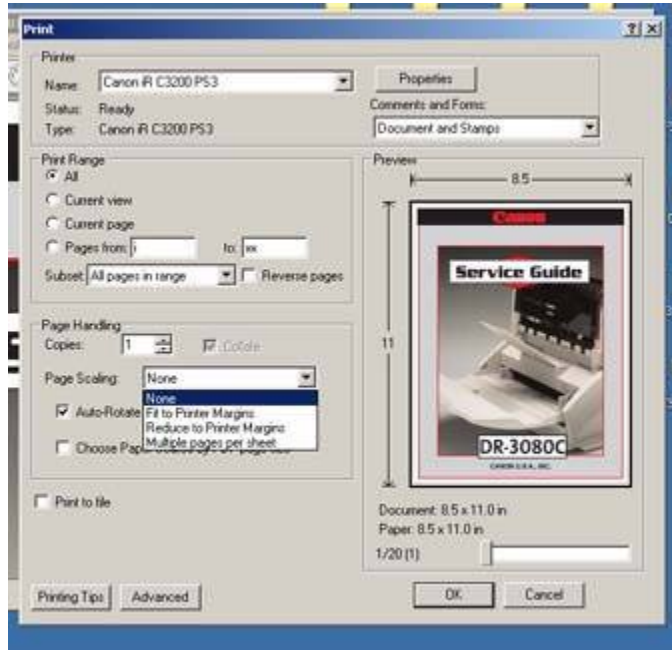 Print
Printer
Name: Canon iR C3200 PS3
Properties
Status: Ready
Comments and Forms:
Type: Canon iR C3200 PS3
Document and Stamps
Print Range
All
Current view
Current page
Pages from: i to: xx
Subset: All pages in range
Reverse pages
Preview
8.5
11
Canon
Service Guide
DR-3080C
CANON U.S.A., INC.
Page Handling
Copies: 1
Collate
Page Scaling: None
None
Fit to Printer Margins
Reduce to Printer Margins
Multiple pages per sheet
Auto-Rotate
Choose Pap
Print to file
Document: 8.5 x 11.0 in
Paper: 8.5 x 11.0 in
1/20 (1)
Printing Tips
Advanced
OK
Cancel